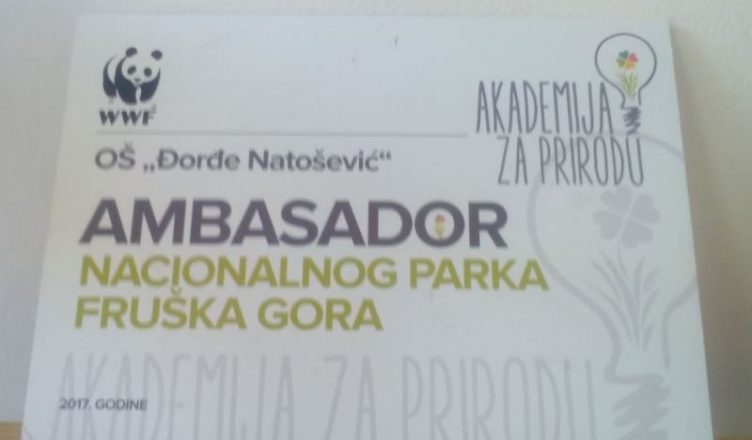 WWF
AKADEMIJA
ZA PRIRODU
OŠ „Đorđe Natošević“
AMBASADOR
NACIONALNOG PARKA
FRUŠKA GORA
AKADEMIJA ZA PRIRODU
2017. GODINE